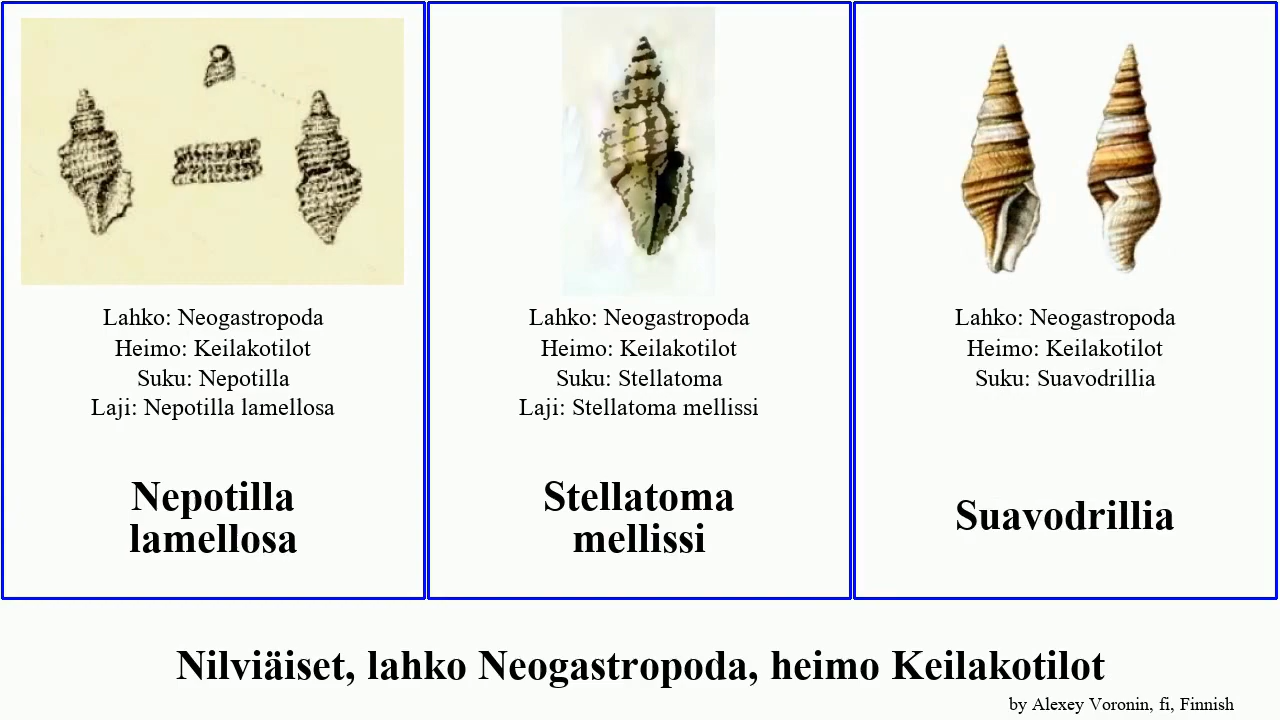 Lahko: Neogastropoda
Heimo: Keilakotilot
Suku: Nepotilla
Laji: Nepotilla lamellosa
Nepotilla
lamellosa
Lahko: Neogastropoda
Heimo: Keilakotilot
Suku: Stellatoma
Laji: Stellatoma mellissi
Stellatoma
mellissi
Lahko: Neogastropoda
Heimo: Keilakotilot
Suku: Suavodrillia
Suavodrillia
Nilviäiset, lahko Neogastropoda, heimo Keilakotilot
by Alexey Voronin, fi, Finnish